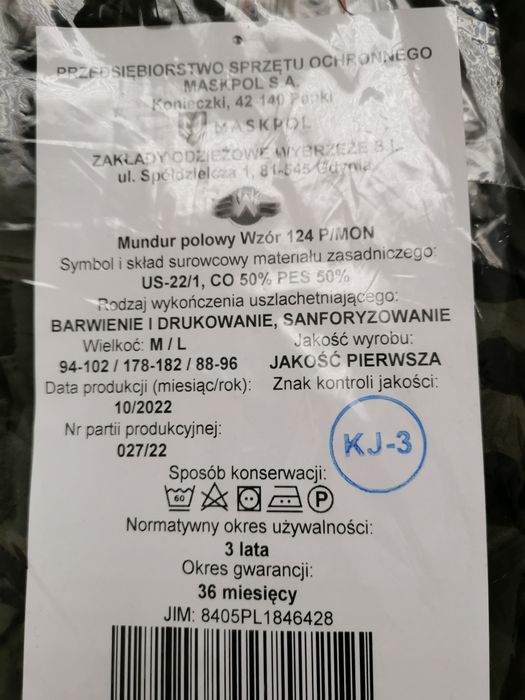 PRZEDSIĘBIORSTWO SPRZĘTU OCHRONNEGO
MASKPOL S.A.
Konieczki, 42 140 Panki
MASKPOL
ZAKŁADY ODZIEŻOWE WYBRZEŻE S.I.
ul. Spółdzielcza 1, 81-545 Gdynia
Mundur polowy Wzór 124 P/MON
Symbol i skład surowcowy materiału zasadniczego:
US-22/1, CO 50% PES 50%
Rodzaj wykończenia uszlachetniającego:
BARWIENIE I DRUKOWANIE, SANFORYZOWANIE
Wielkoć: M / L
94-102 / 178-182 / 88-96
Jakość wyrobu:
JAKOŚĆ PIERWSZA
Data produkcji (miesiąc/rok):
10/2022
Znak kontroli jakości:
KJ-3
Nr partii produkcyjnej:
027/22
Sposób konserwacji:
60 P
Normatywny okres używalności:
3 lata
Okres gwarancji:
36 miesięcy
JIM: 8405PL1846428